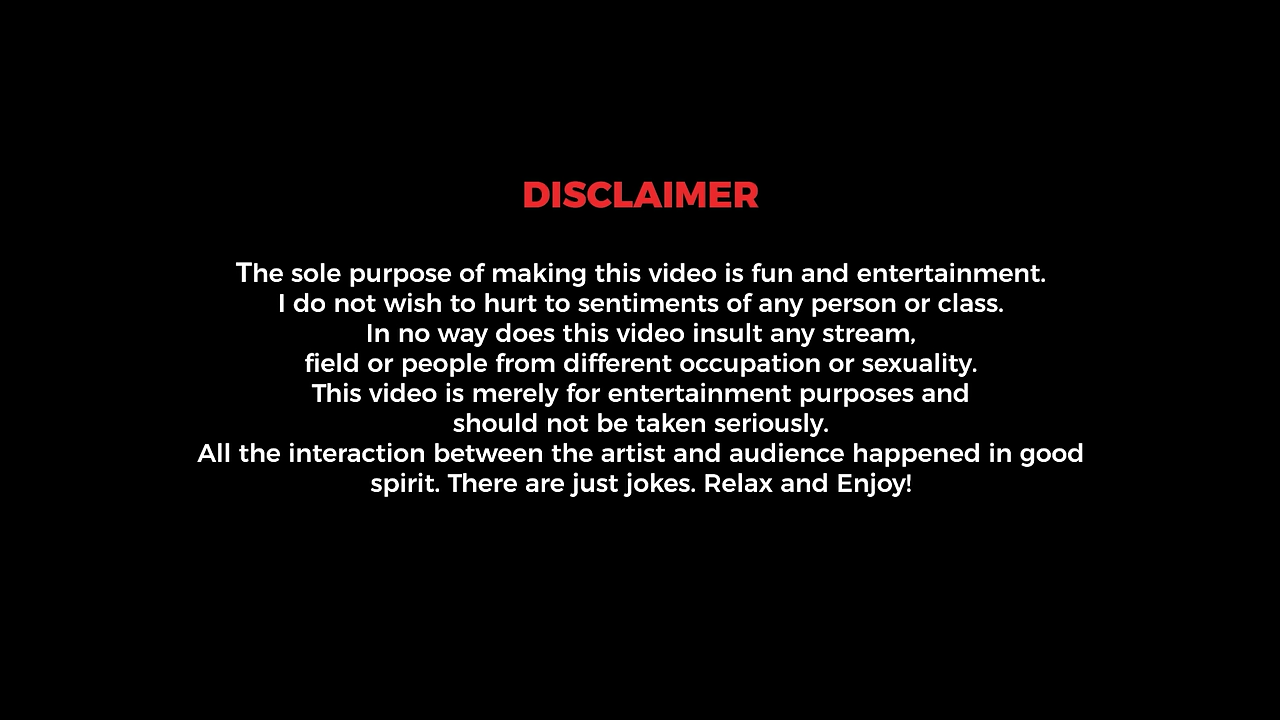 DISCLAIMER
The sole purpose of making this video is fun and entertainment.
I do not wish to hurt to sentiments of any person or class.
In no way does this video insult any stream,
field or people from different occupation or sexuality.
This video is merely for entertainment purposes and
should not be taken seriously.
All the interaction between the artist and audience happened in good
spirit. There are just jokes. Relax and Enjoy!